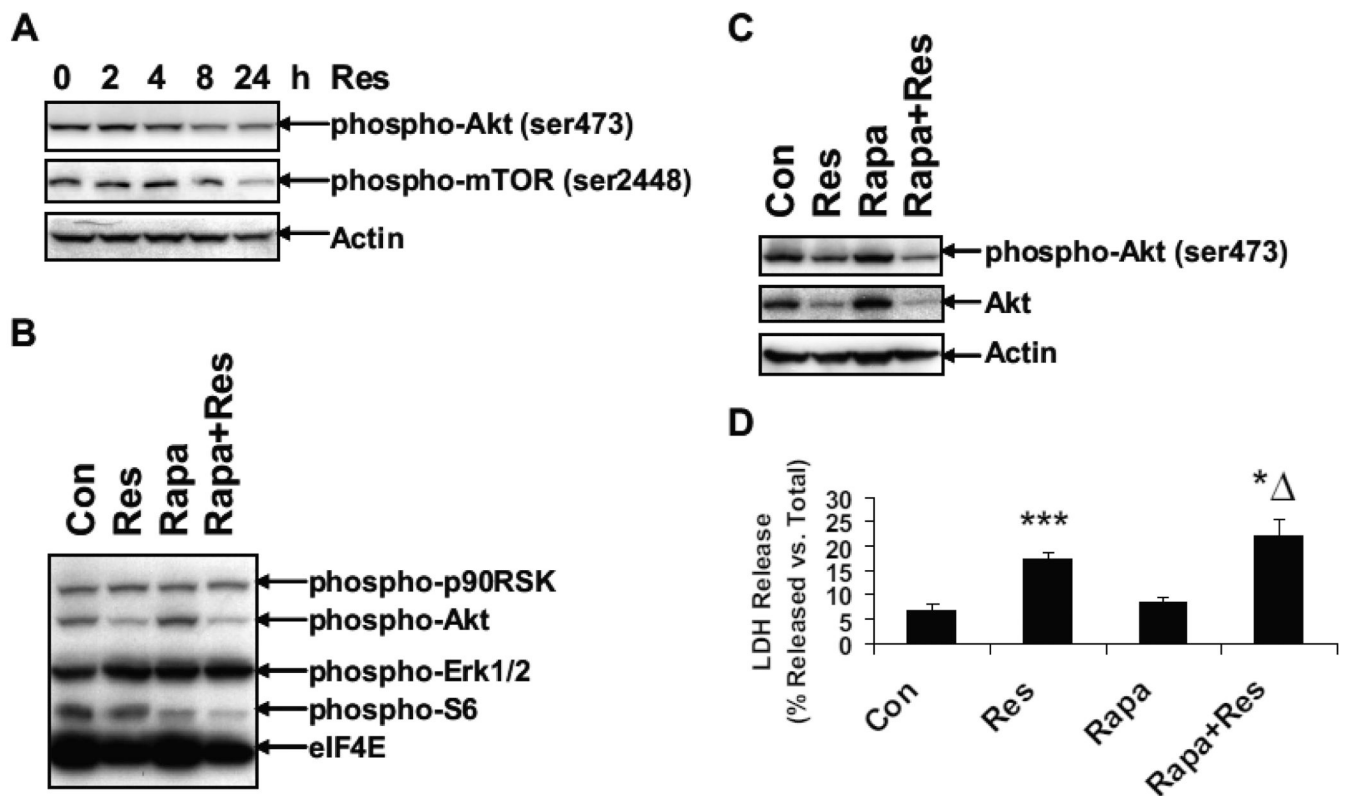 A
0 2 4 8 24 h Res
phospho-Akt (ser473)
phospho-mTOR (ser2448)
Actin
B
Con Res Rapa Rapa+Res
phospho-p90RSK
phospho-Akt
phospho-Erk1/2
phospho-S6
eIF4E
C
Con Res Rapa Rapa+Res
phospho-Akt (ser473)
Akt
Actin
D
LDH Release
(% Released vs. Total)
30
25
20
15
10
5
0
***
*Δ
Con Res Rapa Rapa+Res